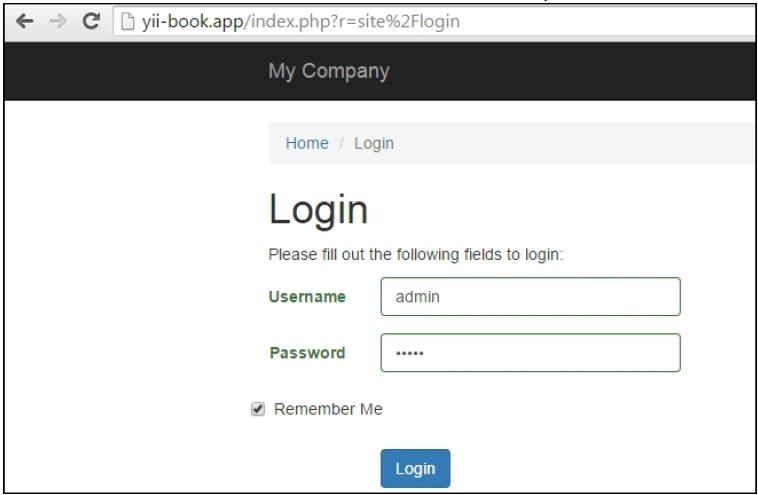 yii-book.app/index.php?r=site%2Flogin
My Company
Home / Login
Login
Please fill out the following fields to login:
Username admin
Password •••••
Remember Me
Login